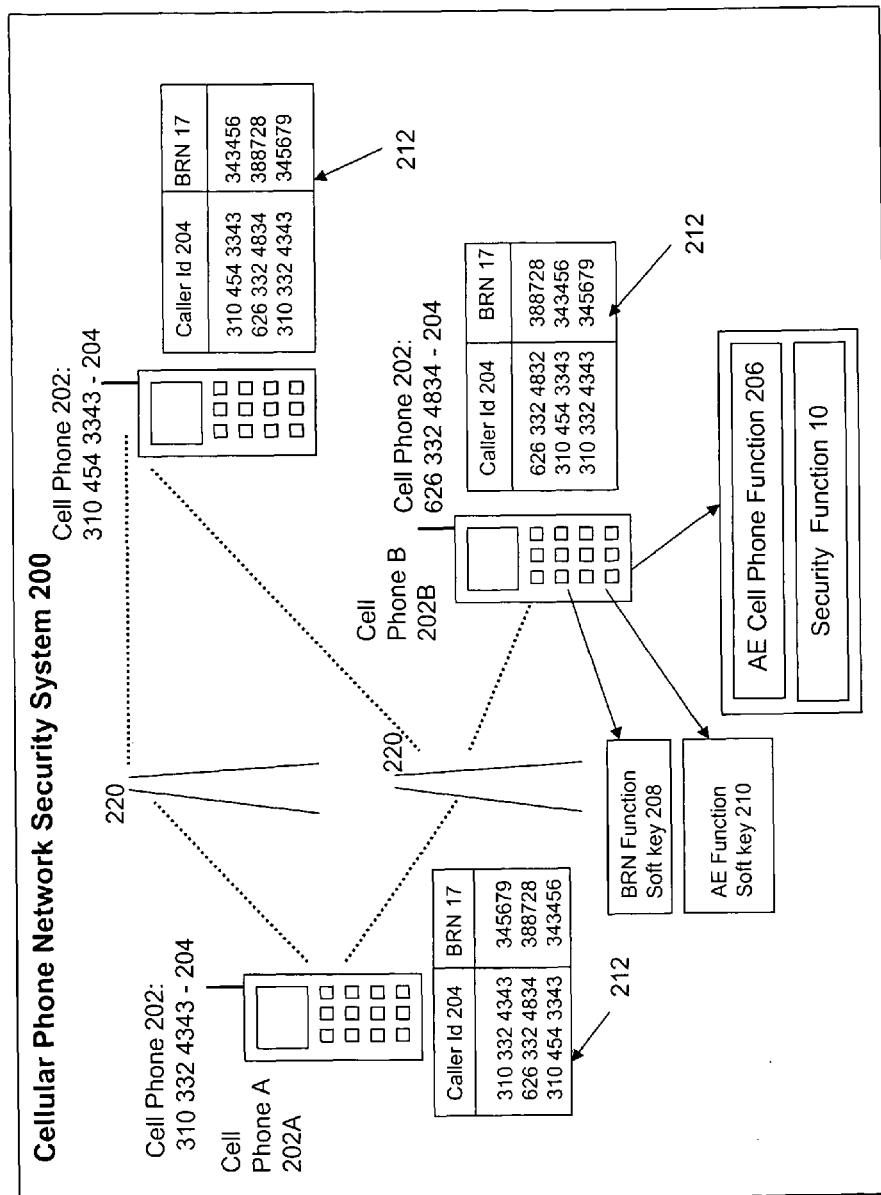 Cellular Phone Network Security System 200
Cell Phone 202:
310 332 4343 - 204
Cell
Phone A
202A
Caller Id 204 BRN 17
310 332 4343 345679
626 332 4834 388728
310 454 3343 343456
212
220
220
Cell Phone 202:
310 454 3343 - 204
Caller Id 204 BRN 17
310 454 3343 343456
626 332 4834 388728
310 332 4343 345679
212
Cell
Phone B
202B
Cell Phone 202:
626 332 4834 - 204
Caller Id 204 BRN 17
626 332 4832 388728
310 454 3343 343456
310 332 4343 345679
212
BRN Function
Soft key 208
AE Function
Soft key 210
AE Cell Phone Function 206
Security Function 10